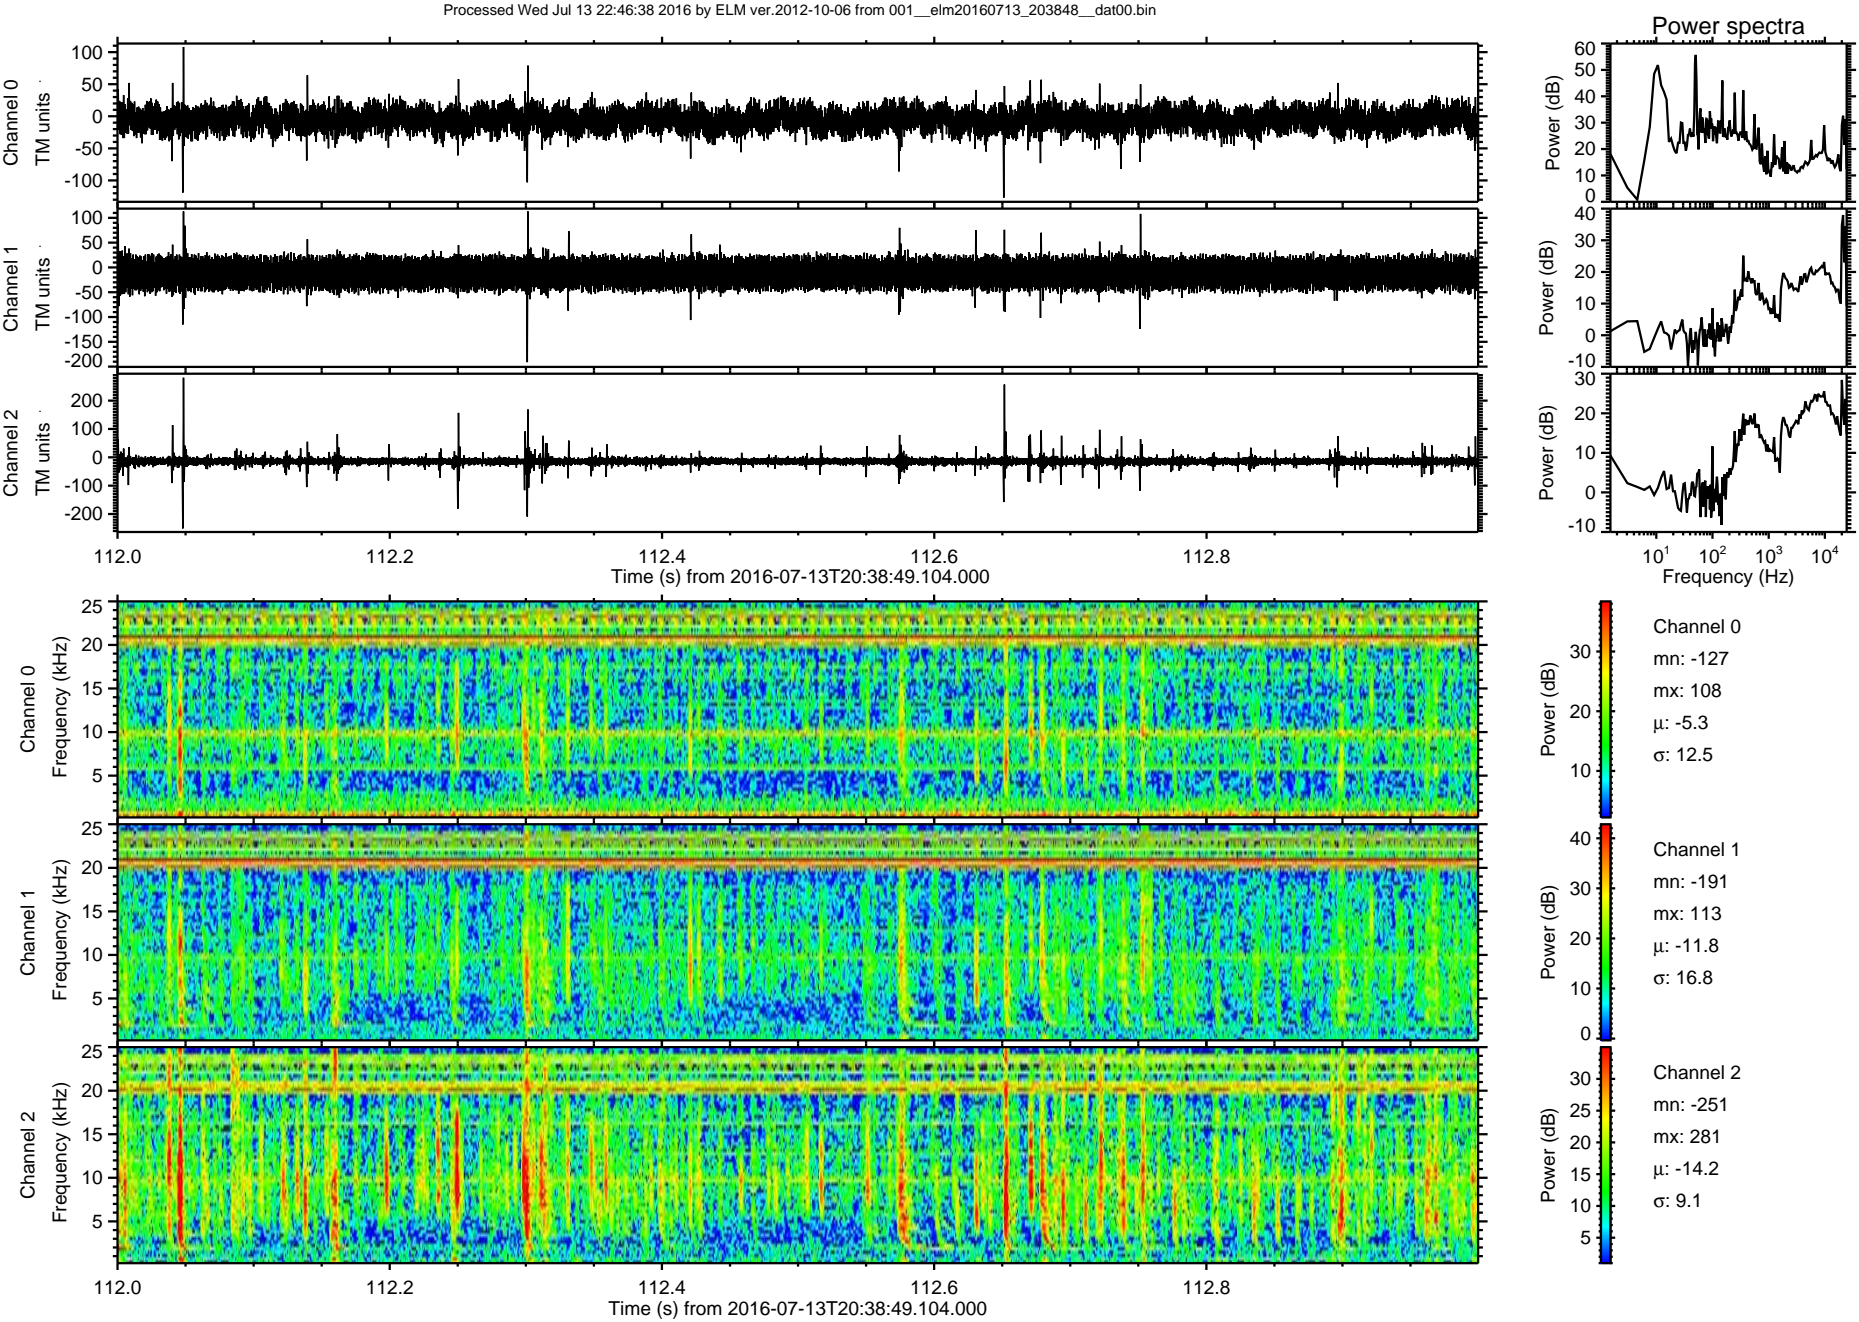 Processed Wed Jul 13 22:46:38 2016 by ELM ver.2012-10-06 from 001__elm20160713_203848__dat00.bin
Power spectra
Channel 0
TM units
100
50
0
-50
-100
Power (dB)
60
50
40
30
20
10
0
Channel 1
TM units
100
50
0
-50
-100
-150
-200
Power (dB)
40
30
20
10
0
-10
Channel 2
TM units
200
100
0
-100
-200
Power (dB)
30
20
10
0
-10
112.0 112.2 112.4 112.6 112.8
Time (s) from 2016-07-13T20:38:49.104.000
10^1 10^2 10^3 10^4
Frequency (Hz)
Channel 0
Frequency (kHz)
25
20
15
10
5
Power (dB)
30
20
10
Channel 0
mn: -127
mx: 108
μ: -5.3
σ: 12.5
Channel 1
Frequency (kHz)
25
20
15
10
5
Power (dB)
40
30
20
10
0
Channel 1
mn: -191
mx: 113
μ: -11.8
σ: 16.8
Channel 2
Frequency (kHz)
25
20
15
10
5
Power (dB)
30
25
20
15
10
5
Channel 2
mn: -251
mx: 281
μ: -14.2
σ: 9.1
112.0 112.2 112.4 112.6 112.8
Time (s) from 2016-07-13T20:38:49.104.000